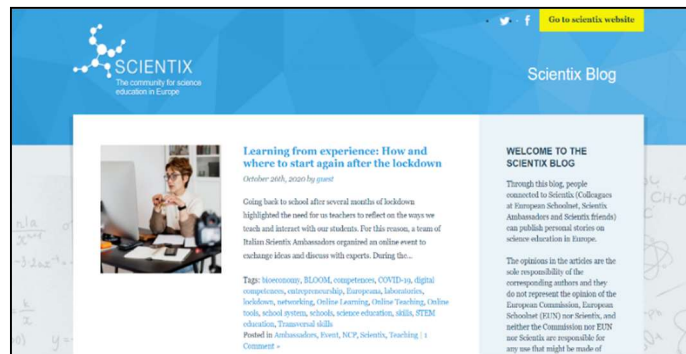 Go to scientix website
SCIENTIX
The community for science
education in Europe
Scientix Blog
Learning from experience: How and
where to start again after the lockdown
October 26th, 2020 by guest
Going back to school after several months of lockdown
highlighted the need for us teachers to reflect on the ways we
teach and interact with our students. For this reason, a team of
Italian Scientix Ambassadors organized an online event to
exchange ideas and discuss with experts. During the...
Tags: bioeconomy, BLOOM, competences, COVID-19, digital
competences, entrepreneurship, Europeana, laboratories,
lockdown, networking, Online Learning, Online Teaching, Online
tools, school system, schools, science education, skills, STEM
education, Transversal skills
Posted in Ambassadors, Event, NCP, Scientix, Teaching | 1
Comment »
WELCOME TO THE
SCIENTIX BLOG
Through this blog, people
connected to Scientix (Colleagues
at European Schoolnet, Scientix
Ambassadors and Scientix friends)
can publish personal stories on
science education in Europe.
The opinions in the articles are the
sole responsibility of the
corresponding authors and they
do not represent the opinion of the
European Commission, European
Schoolnet (EUN) nor Scientix, and
neither the Commission nor EUN
nor Scientix are responsible for
any use that might be made of